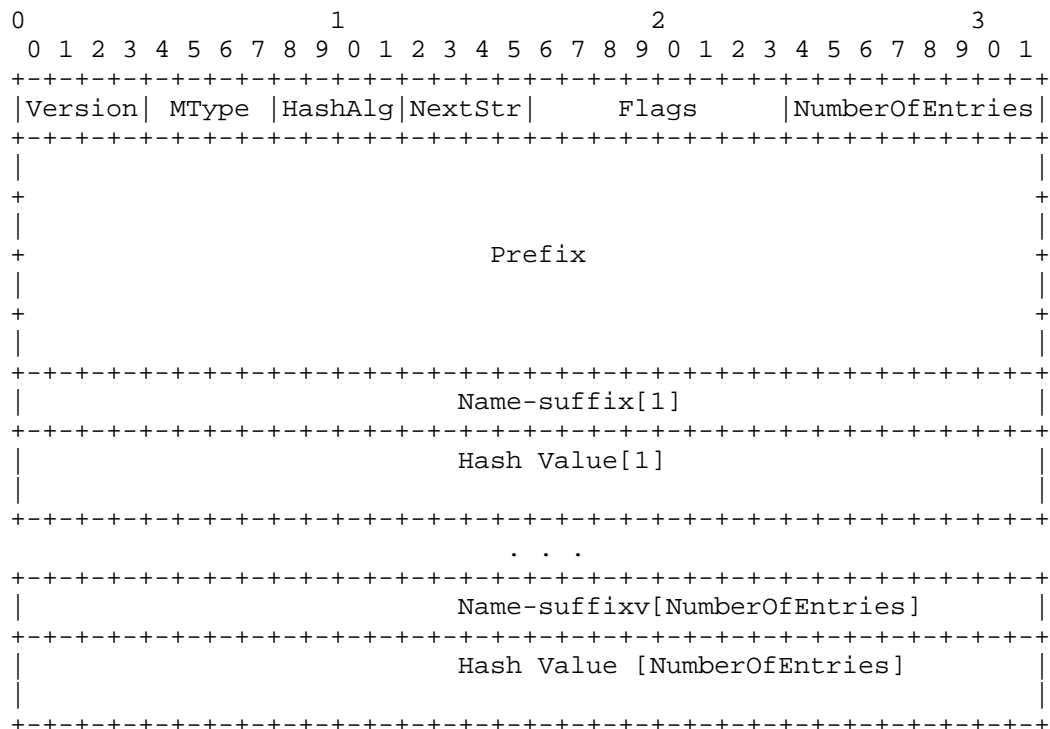 0                   1                   2                   3
 0 1 2 3 4 5 6 7 8 9 0 1 2 3 4 5 6 7 8 9 0 1 2 3 4 5 6 7 8 9 0 1
+-+-+-+-+-+-+-+-+-+-+-+-+-+-+-+-+-+-+-+-+-+-+-+-+-+-+-+-+-+-+-+-+
|Version| MType |HashAlg|NextStr|     Flags     |NumberOfEntries|
+-+-+-+-+-+-+-+-+-+-+-+-+-+-+-+-+-+-+-+-+-+-+-+-+-+-+-+-+-+-+-+-+
|                                                               |
+                                                               +
|                                                               |
+                             Prefix                            +
|                                                               |
+                                                               +
|                                                               |
+-+-+-+-+-+-+-+-+-+-+-+-+-+-+-+-+-+-+-+-+-+-+-+-+-+-+-+-+-+-+-+-+
|                           Name-suffix[1]                      |
+-+-+-+-+-+-+-+-+-+-+-+-+-+-+-+-+-+-+-+-+-+-+-+-+-+-+-+-+-+-+-+-+
|                           Hash Value[1]                       |
|                                                               |
+-+-+-+-+-+-+-+-+-+-+-+-+-+-+-+-+-+-+-+-+-+-+-+-+-+-+-+-+-+-+-+-+
                               . . .
+-+-+-+-+-+-+-+-+-+-+-+-+-+-+-+-+-+-+-+-+-+-+-+-+-+-+-+-+-+-+-+-+
|                           Name-suffixv[NumberOfEntries]       |
+-+-+-+-+-+-+-+-+-+-+-+-+-+-+-+-+-+-+-+-+-+-+-+-+-+-+-+-+-+-+-+-+
|                           Hash Value [NumberOfEntries]        |
|                                                               |
+-+-+-+-+-+-+-+-+-+-+-+-+-+-+-+-+-+-+-+-+-+-+-+-+-+-+-+-+-+-+-+-+